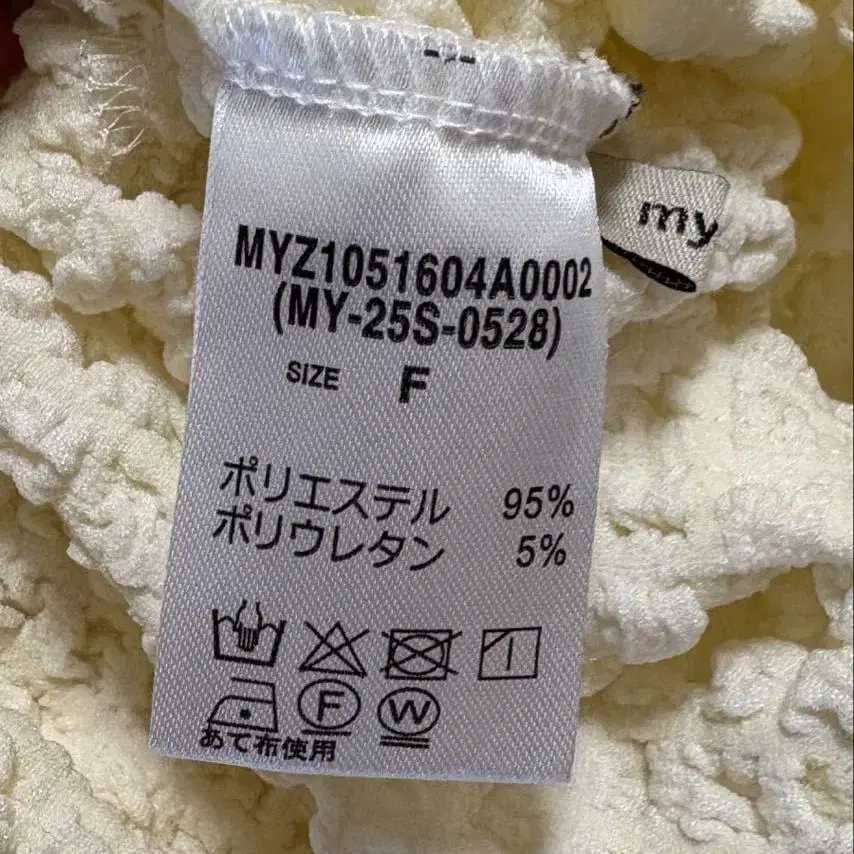 MYZ1051604A0002
(MY-25S-0528)
SIZE F
ポリエステル 95%
ポリウレタン 5%
F W
あて布使用
my